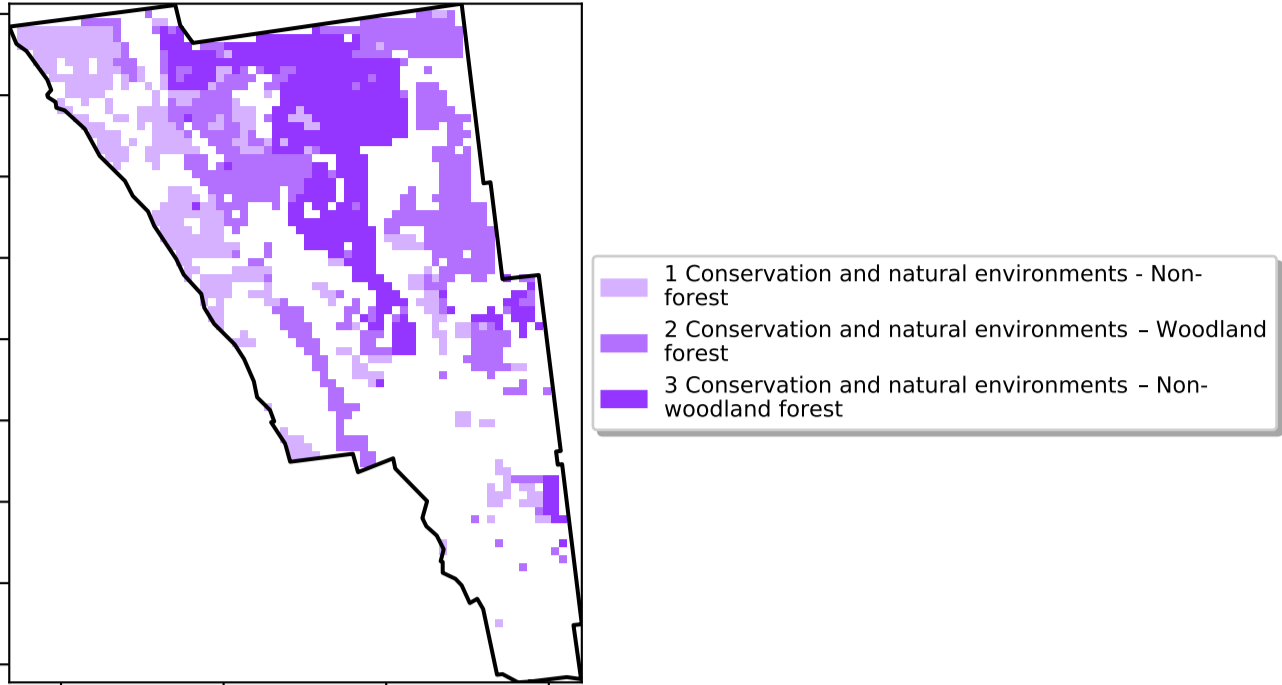 1 Conservation and natural environments - Non-
forest
2 Conservation and natural environments – Woodland
forest
3 Conservation and natural environments – Non-
woodland forest